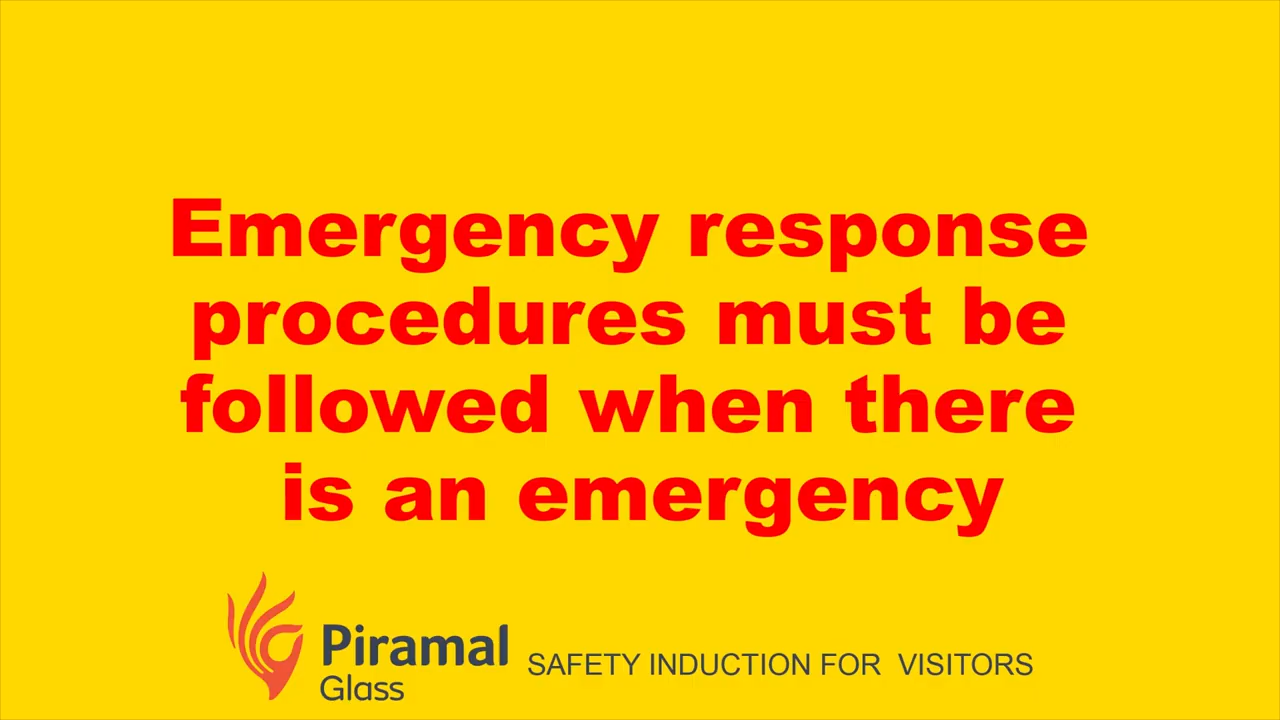 Emergency response
procedures must be
followed when there
is an emergency
Piramal
Glass
SAFETY INDUCTION FOR VISITORS